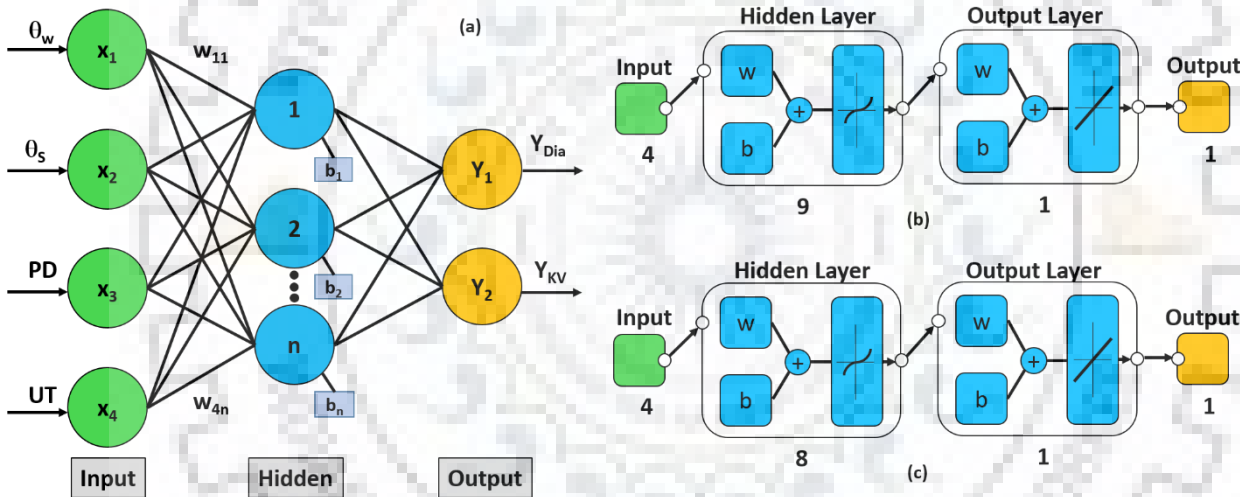 (a)
θw
x1
w11
1
b1
θS
x2
2
b2
Y1
YDia
PD
x3
Y2
YKV
n
bn
UT
x4
w4n
Input
Hidden
Output
Hidden Layer
Output Layer
Input
w
b
+
w
b
+
Output
4
9
1
1
(b)
Hidden Layer
Output Layer
Input
w
b
+
w
b
+
Output
4
8
1
1
(c)